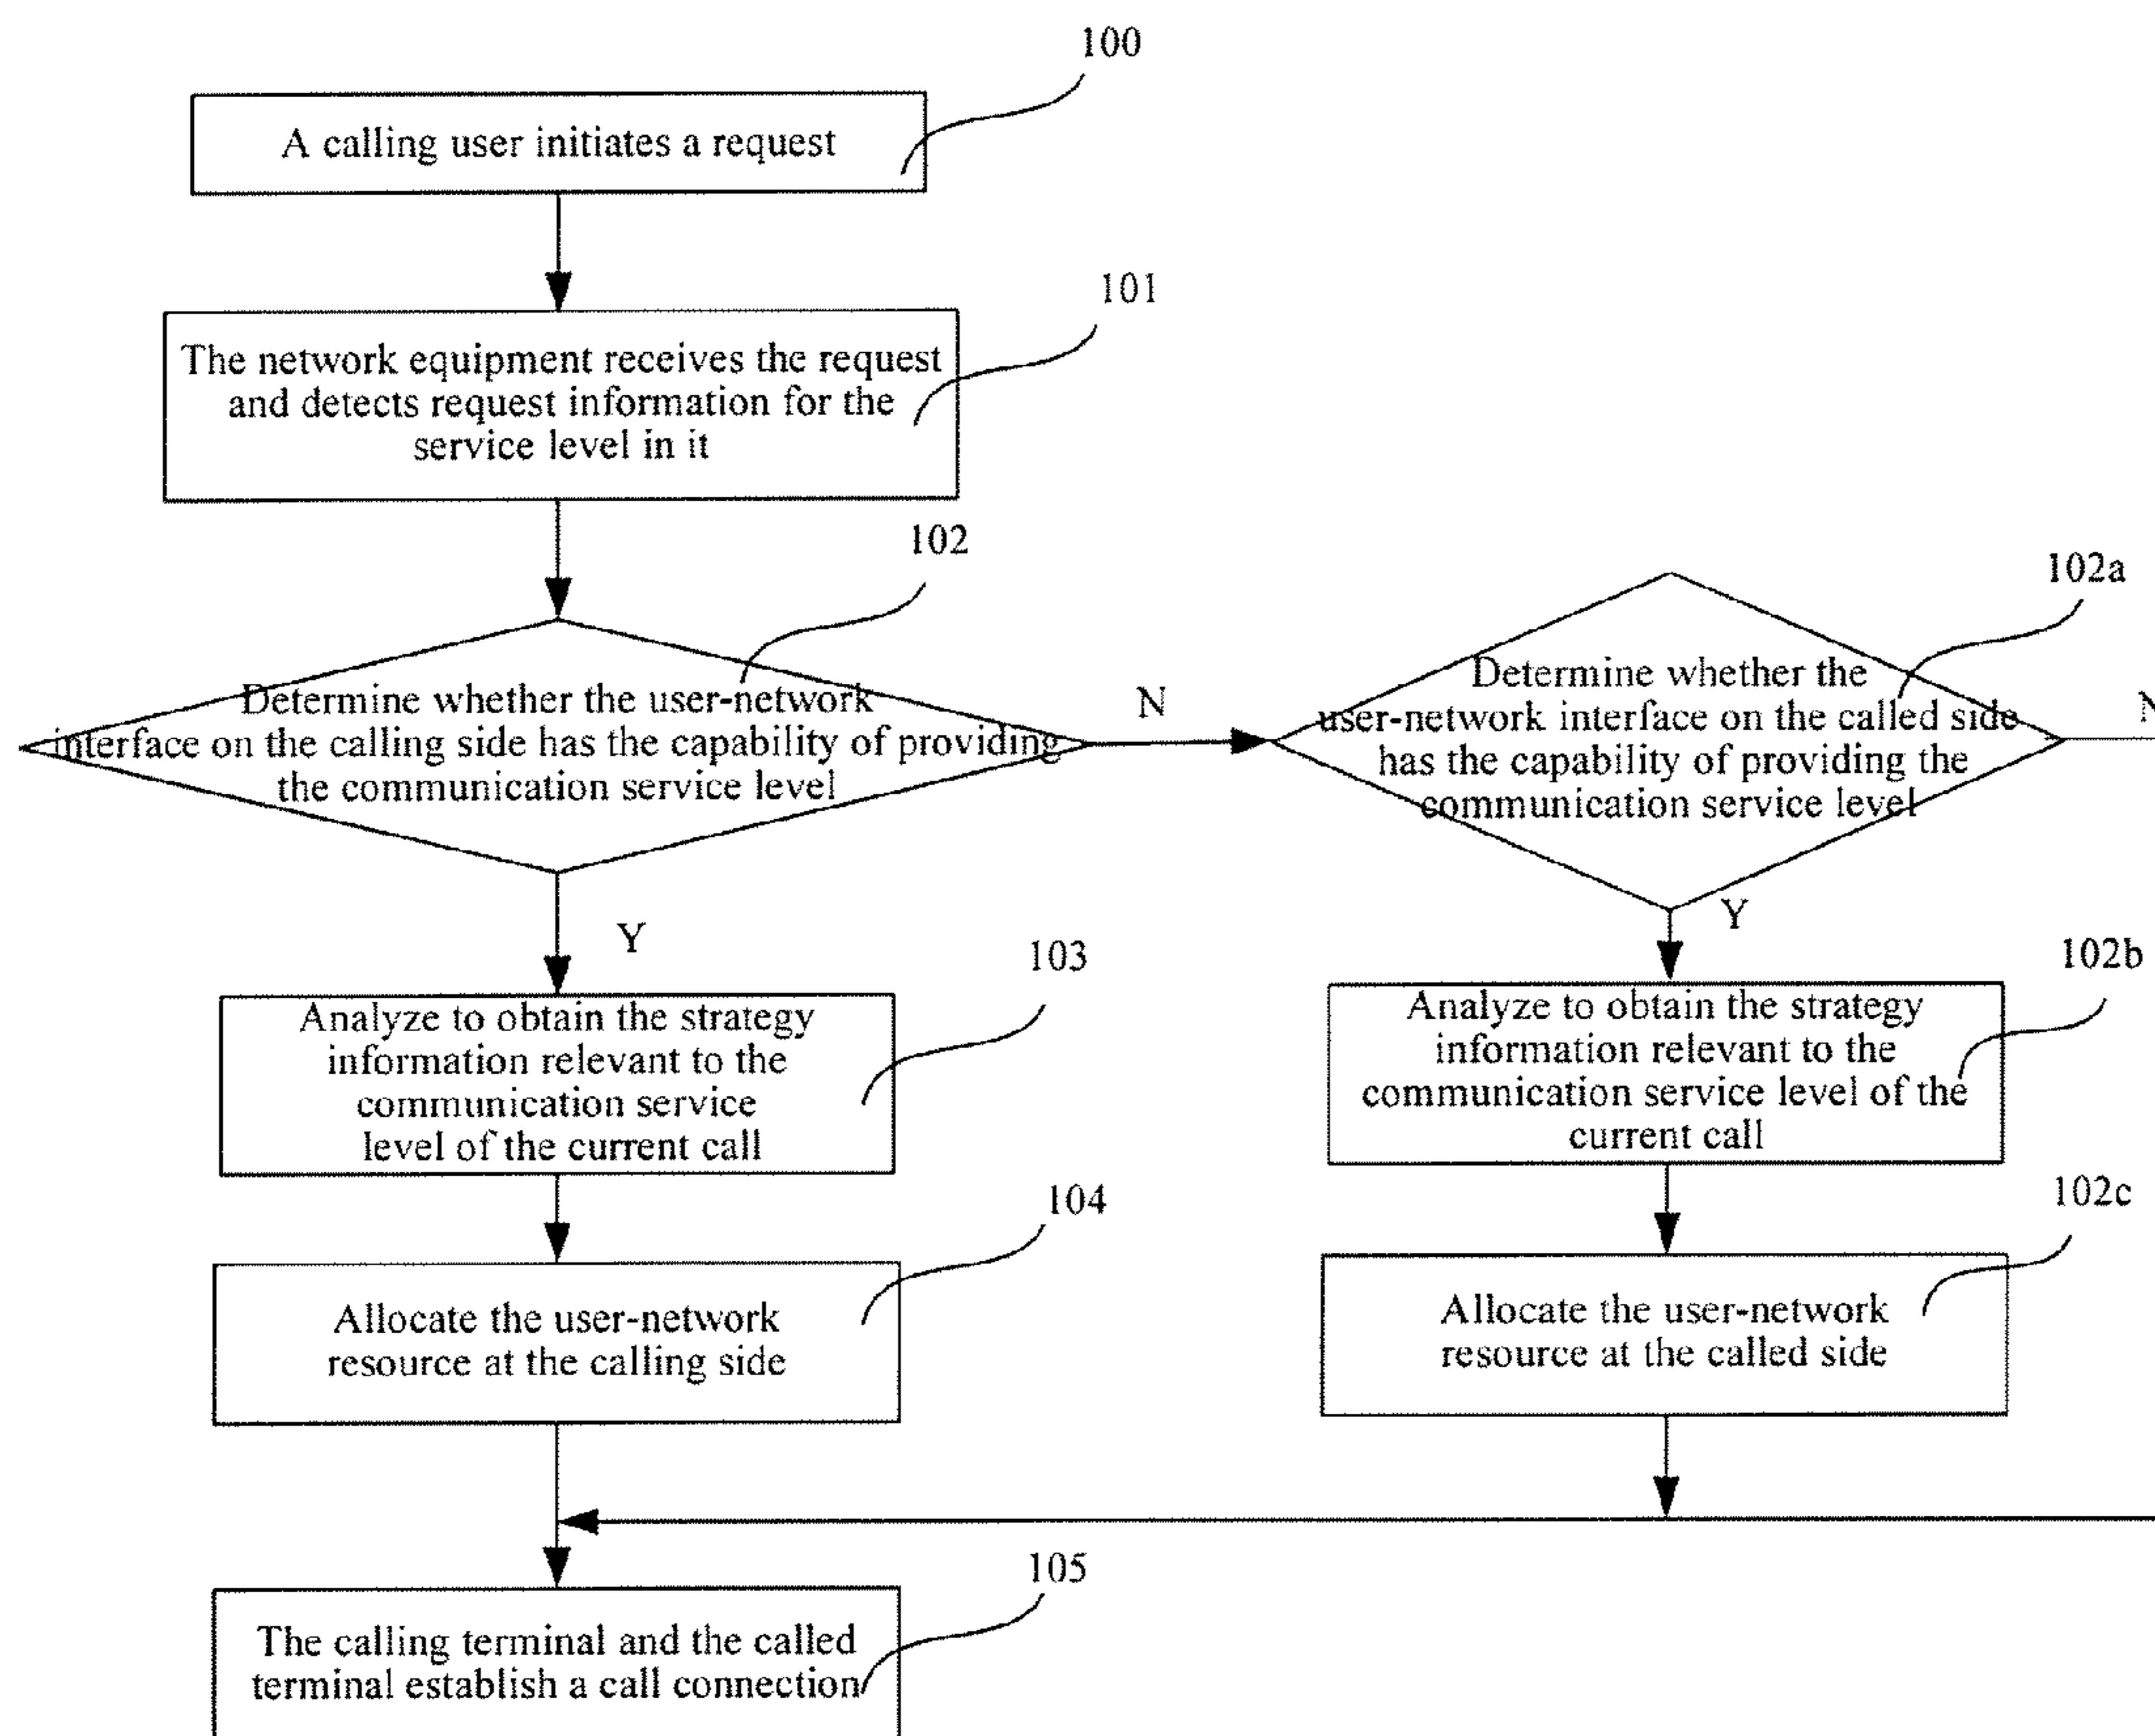 100
A calling user initiates a request
101
The network equipment receives the request
and detects request information for the
service level in it
102
Determine whether the user-network
interface on the calling side has the capability of providing
the communication service level
N
102a
Determine whether the
user-network interface on the called side
has the capability of providing the
communication service level
N
Y
103
Analyze to obtain the strategy
information relevant to the
communication service
level of the current call
Y
102b
Analyze to obtain the strategy
information relevant to the
communication service level of the
current call
104
Allocate the user-network
resource at the calling side
102c
Allocate the user-network
resource at the called side
105
The calling terminal and the called
terminal establish a call connection